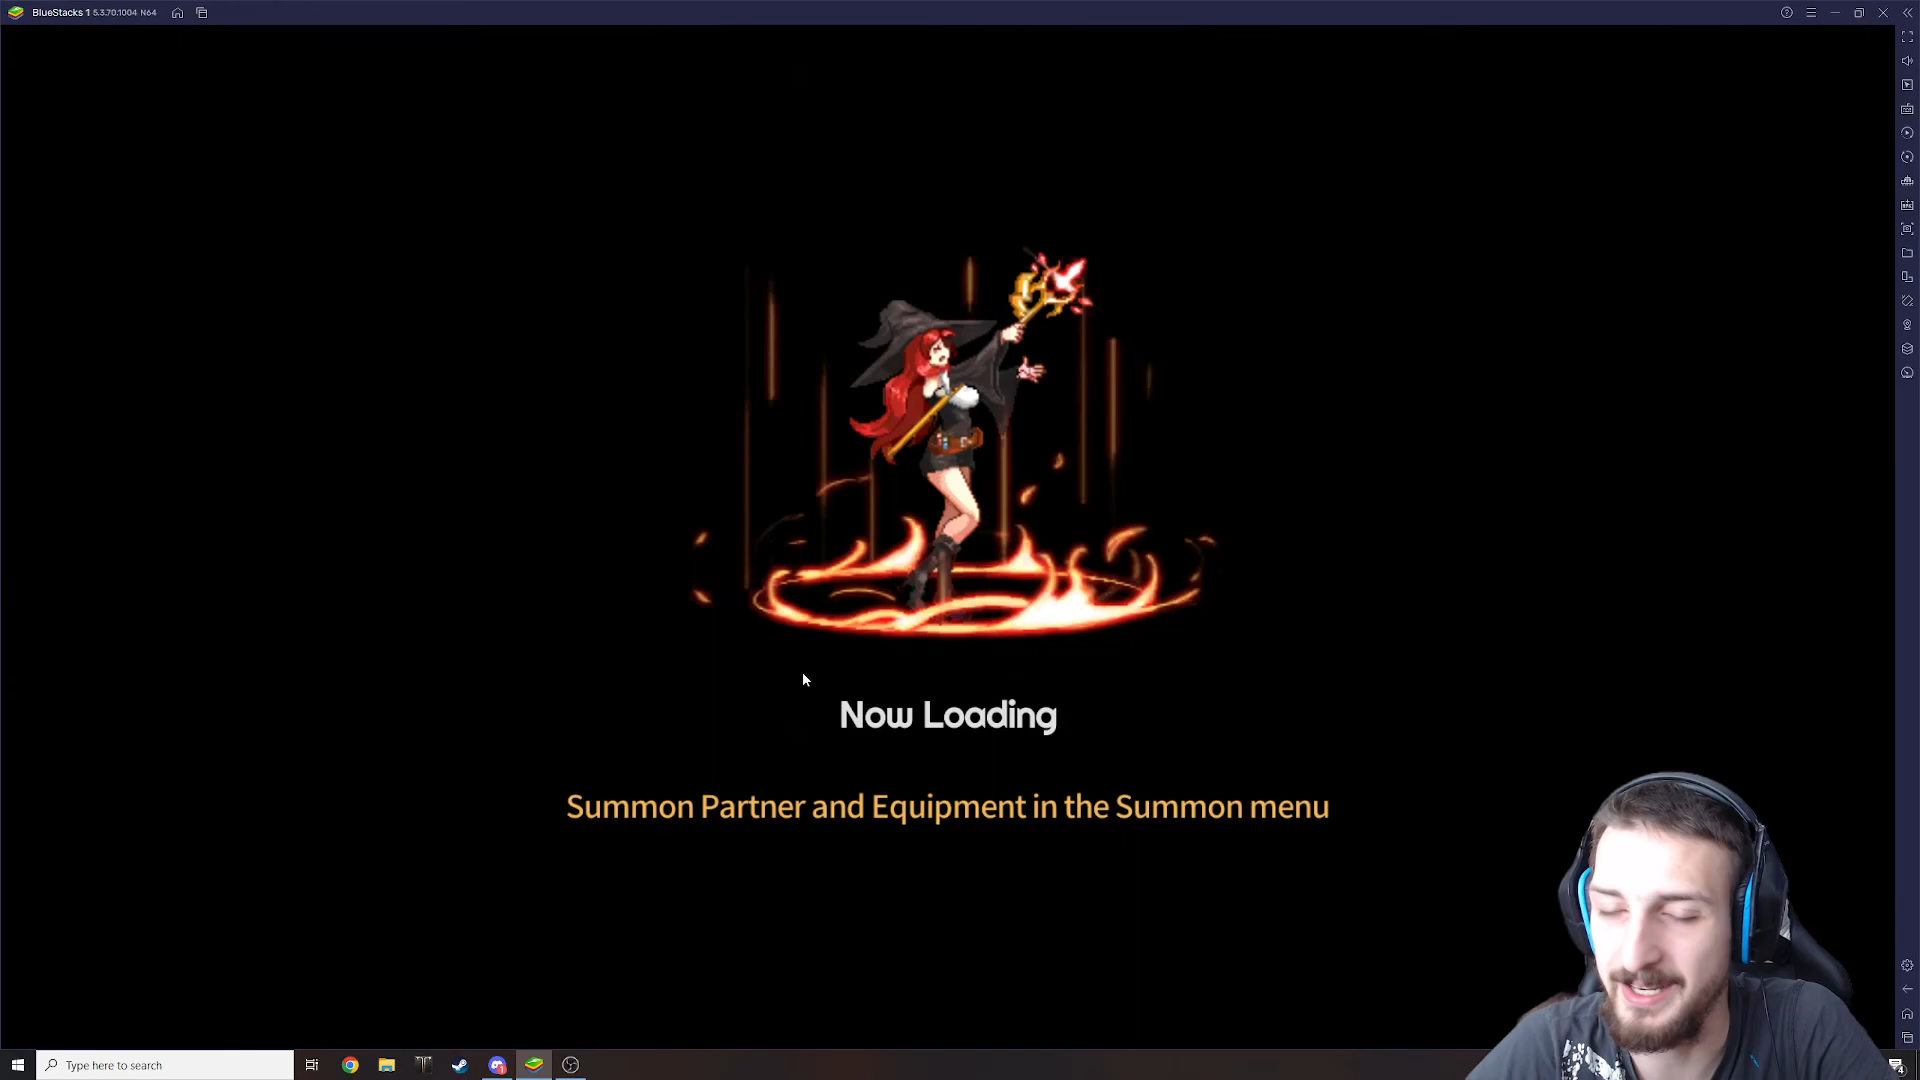 BlueStacks 1 5.3.70.1004 N64
Now Loading
Summon Partner and Equipment in the Summon menu
Type here to search
4